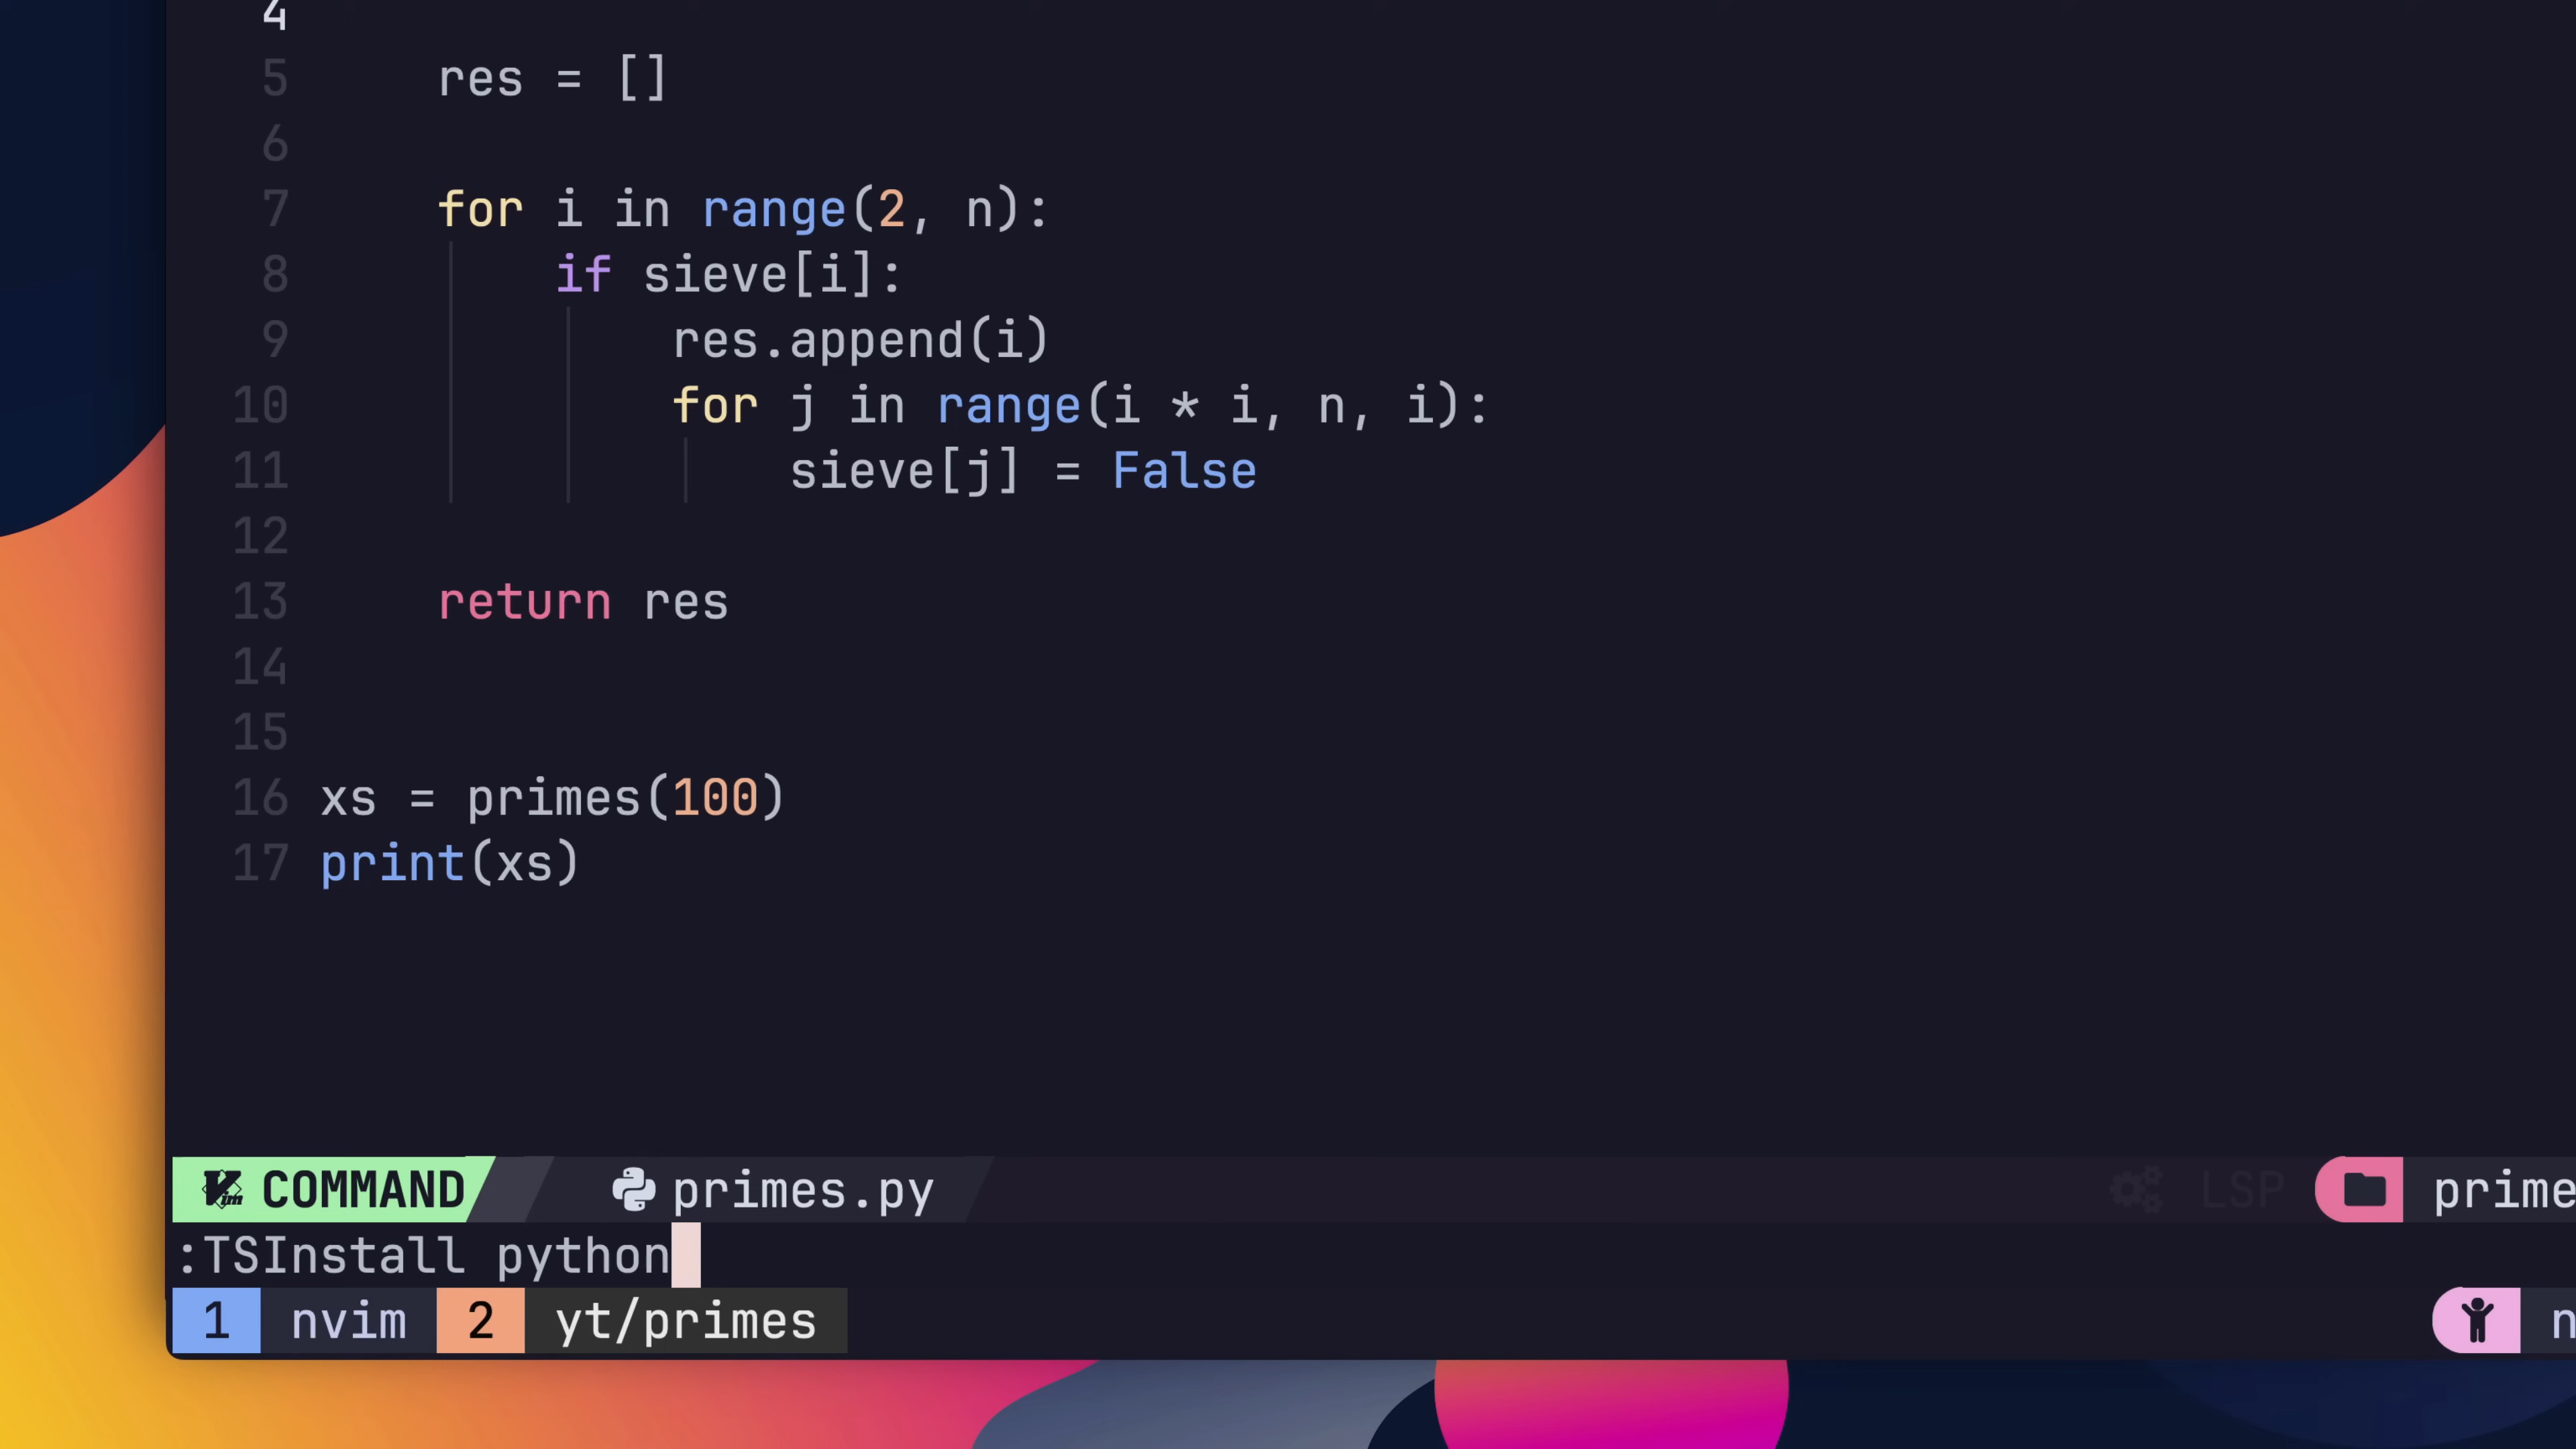 4
5     res = []
6
7     for i in range(2, n):
8         if sieve[i]:
9             res.append(i)
10            for j in range(i * i, n, i):
11                sieve[j] = False
12
13    return res
14
15
16 xs = primes(100)
17 print(xs)
COMMAND primes.py LSP prime
:TSInstall python
1 nvim 2 yt/primes n